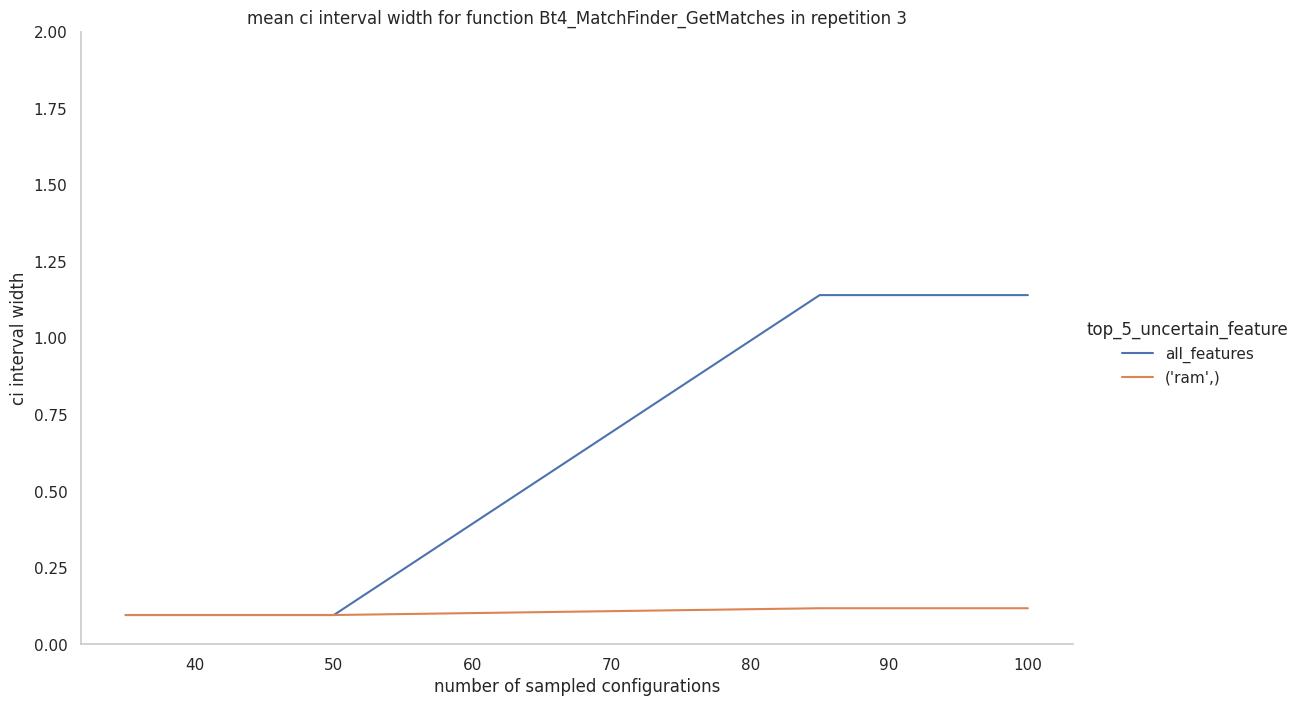 mean ci interval width for function Bt4_MatchFinder_GetMatches in repetition 3
2.00
1.75
1.50
1.25
1.00
0.75
0.50
0.25
0.00
ci interval width
40 50 60 70 80 90 100
number of sampled configurations
top_5_uncertain_feature
all_features
('ram',)